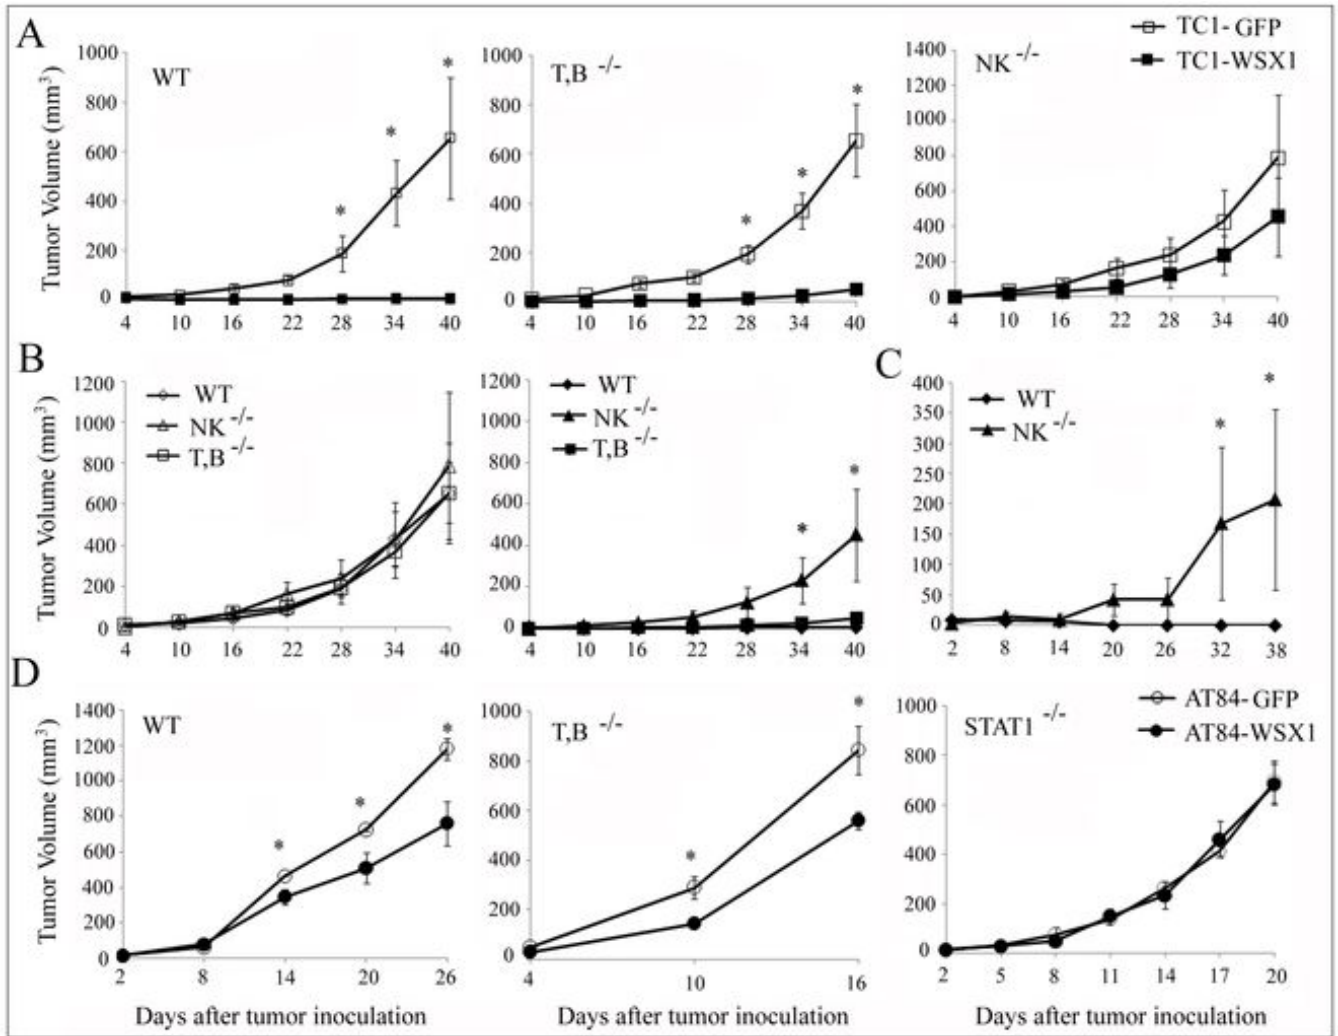 A
WT
Tumor Volume (mm³)
1000
800
600
400
200
0
4 10 16 22 28 34 40
* * *
T,B -/-
1000
800
600
400
200
0
4 10 16 22 28 34 40
* * *
NK -/-
TC1-GFP
TC1-WSX1
1400
1200
1000
800
600
400
200
0
4 10 16 22 28 34 40
B
Tumor Volume (mm³)
1200
1000
800
600
400
200
0
WT
NK -/-
T,B -/-
4 10 16 22 28 34 40
1200
1000
800
600
400
200
0
WT
NK -/-
T,B -/-
* *
4 10 16 22 28 34 40
C
400
350
300
250
200
150
100
50
0
WT
NK -/-
* *
2 8 14 20 26 32 38
D
WT
Tumor Volume (mm³)
1400
1200
1000
800
600
400
200
0
* * *
2 8 14 20 26
Days after tumor inoculation
T,B -/-
1000
800
600
400
200
0
* *
4 10 16
Days after tumor inoculation
STAT1 -/-
AT84-GFP
AT84-WSX1
1000
800
600
400
200
0
2 5 8 11 14 17 20
Days after tumor inoculation